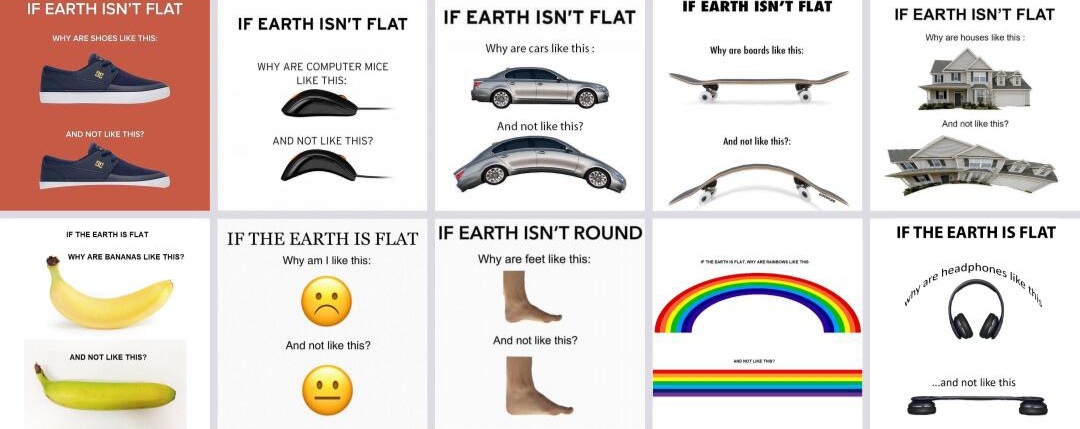 IF EARTH ISN'T FLAT
WHY ARE SHOES LIKE THIS:
AND NOT LIKE THIS?
IF EARTH ISN'T FLAT
WHY ARE COMPUTER MICE
LIKE THIS:
AND NOT LIKE THIS?
IF EARTH ISN'T FLAT
Why are cars like this :
And not like this?
IF EARTH ISN'T FLAT
Why are boards like this:
And not like this?:
IF EARTH ISN'T FLAT
Why are houses like this :
And not like this?
IF THE EARTH IS FLAT
WHY ARE BANANAS LIKE THIS?
AND NOT LIKE THIS?
IF THE EARTH IS FLAT
Why am I like this:
And not like this?
IF EARTH ISN'T ROUND
Why are feet like this:
And not like this?
IF THE EARTH IS FLAT, WHY ARE RAINBOWS LIKE THIS
AND NOT LIKE THIS?
IF THE EARTH IS FLAT
why are headphones like this
...and not like this